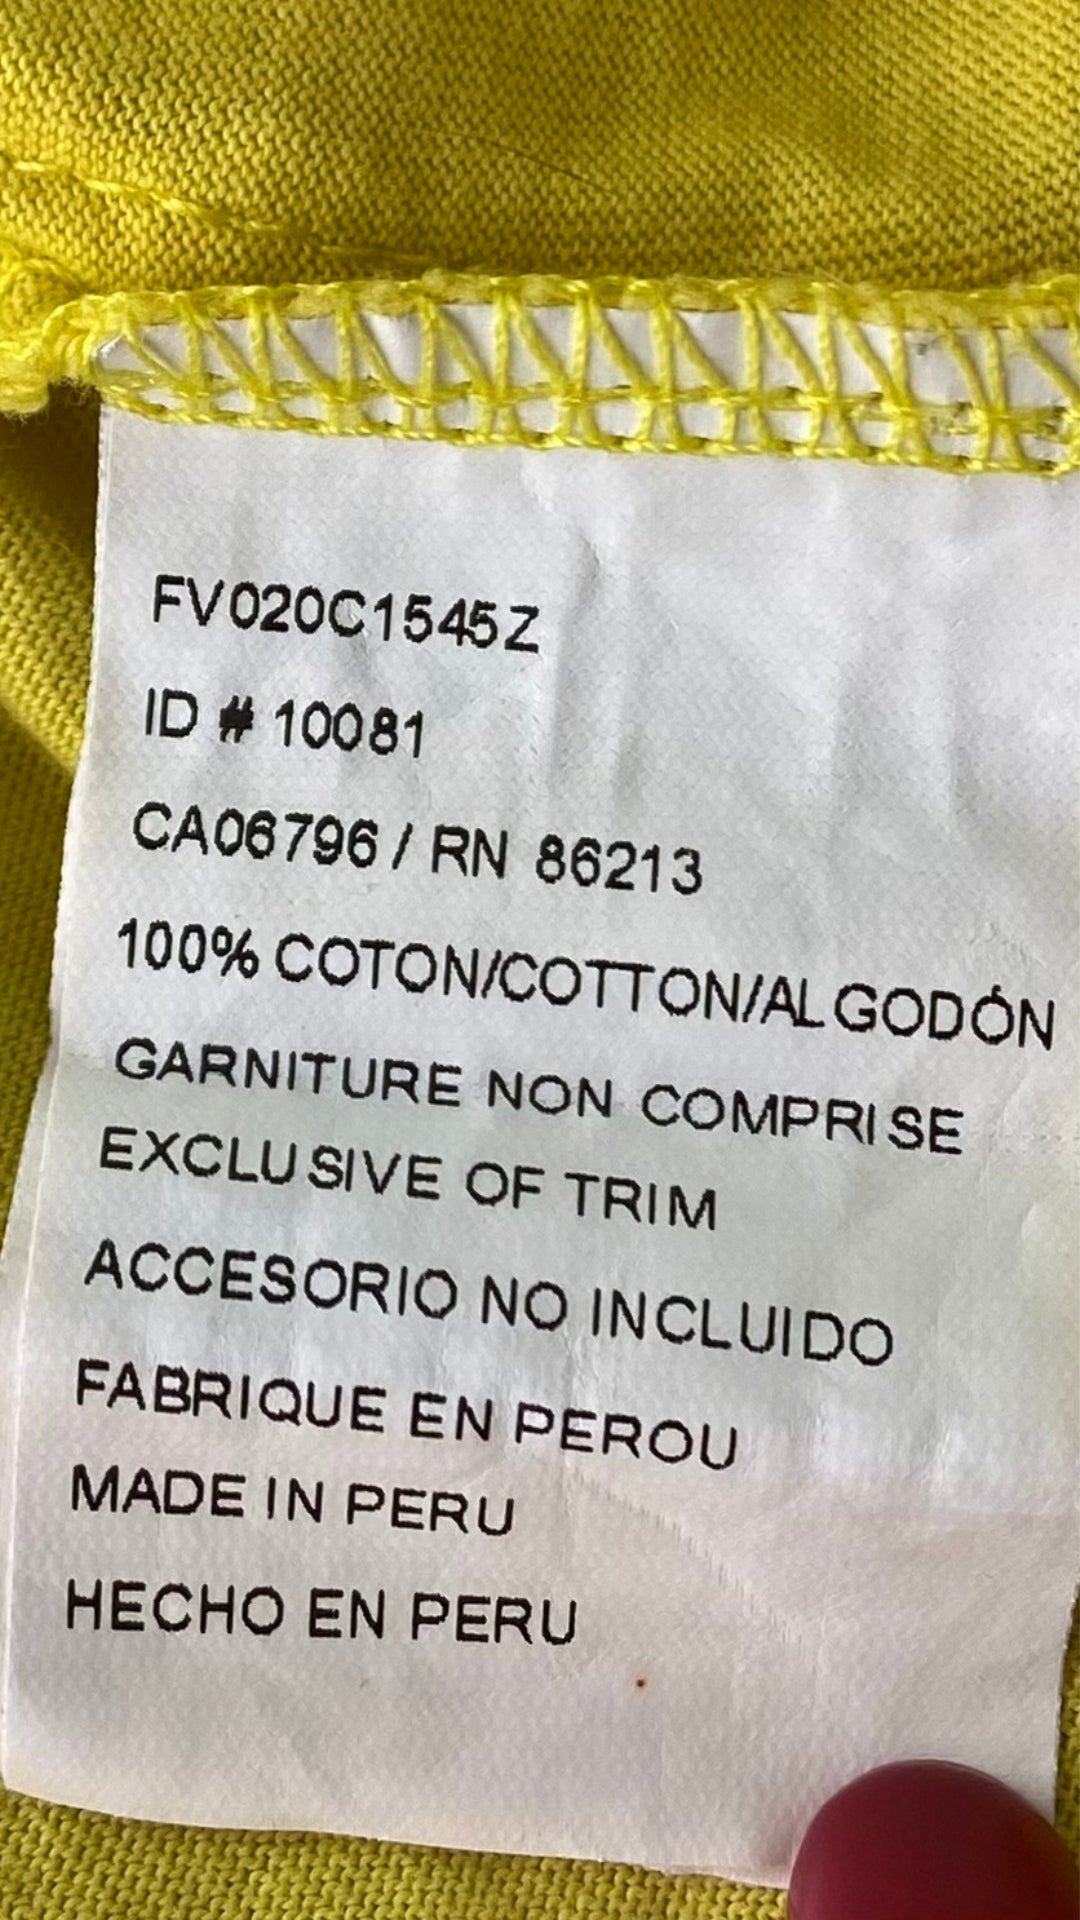 FV020C1545Z
ID # 10081
CA06796 / RN 86213
100% COTON/COTTON/ALGODÓN
GARNITURE NON COMPRISE
EXCLUSIVE OF TRIM
ACCESORIO NO INCLUIDO
FABRIQUE EN PEROU
MADE IN PERU
HECHO EN PERU